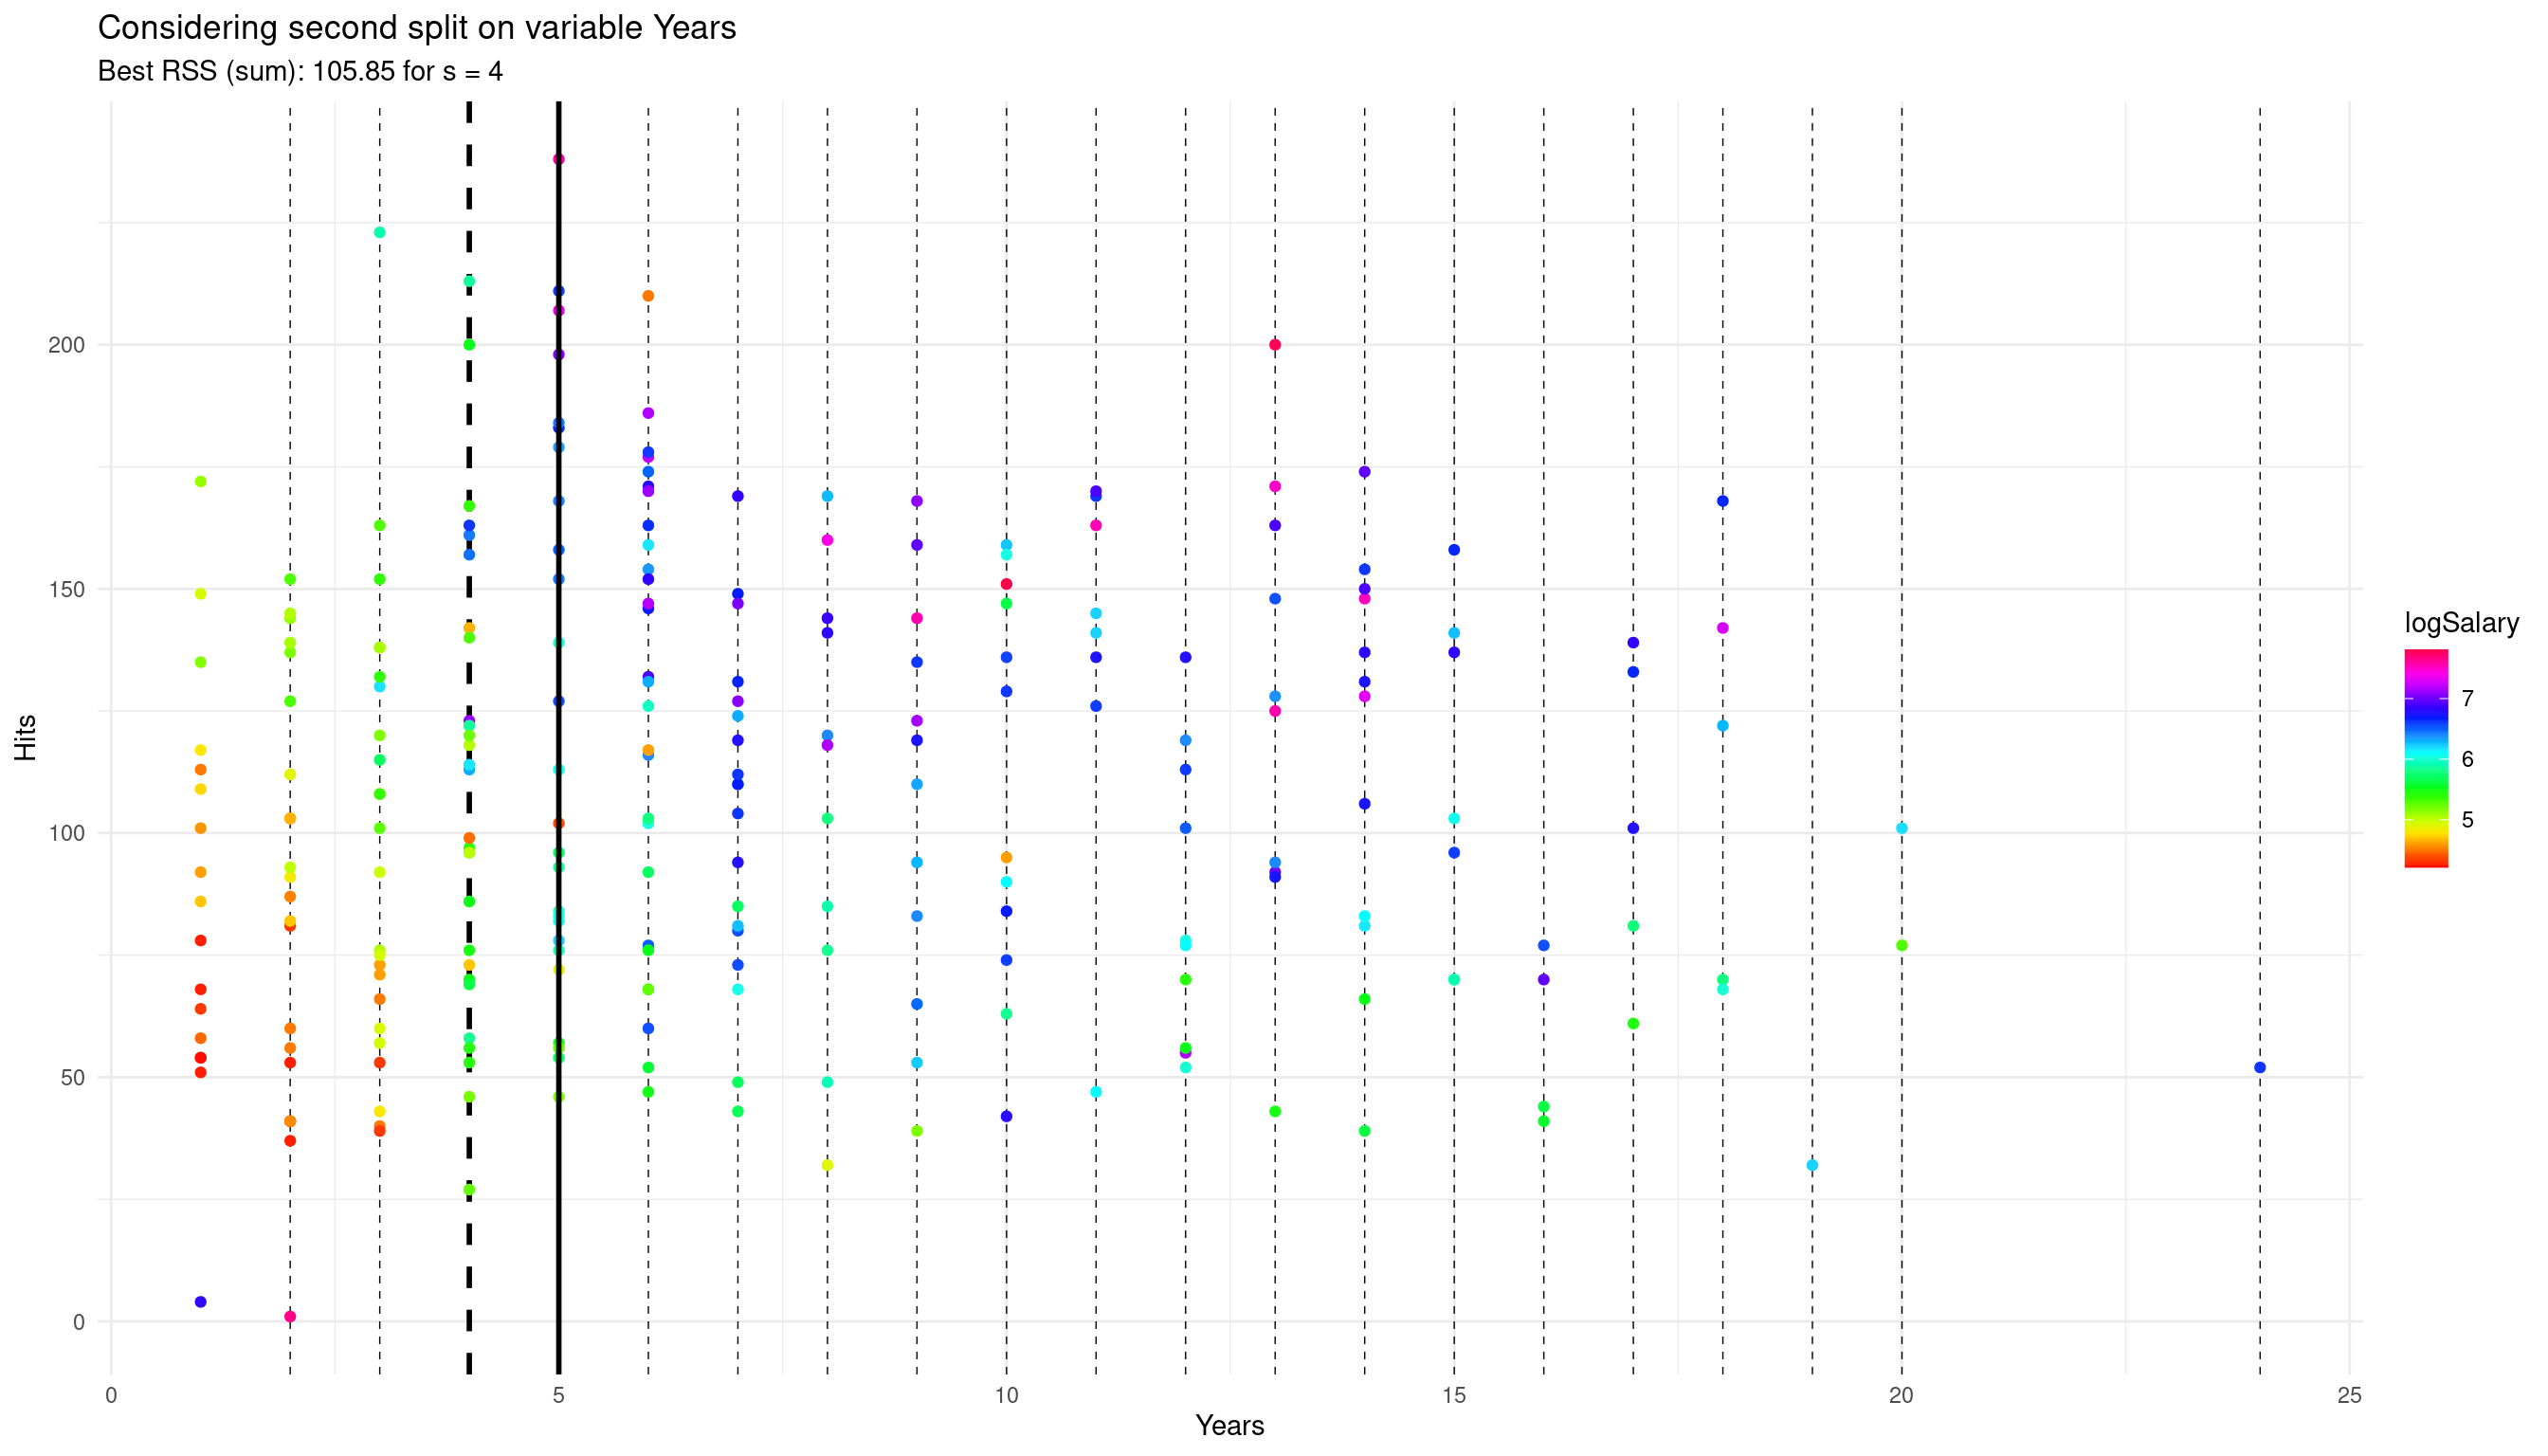 Considering second split on variable Years
Best RSS (sum): 105.85 for s = 4
Hits
200
150
100
50
0
0 5 10 15 20 25
Years
logSalary
7
6
5